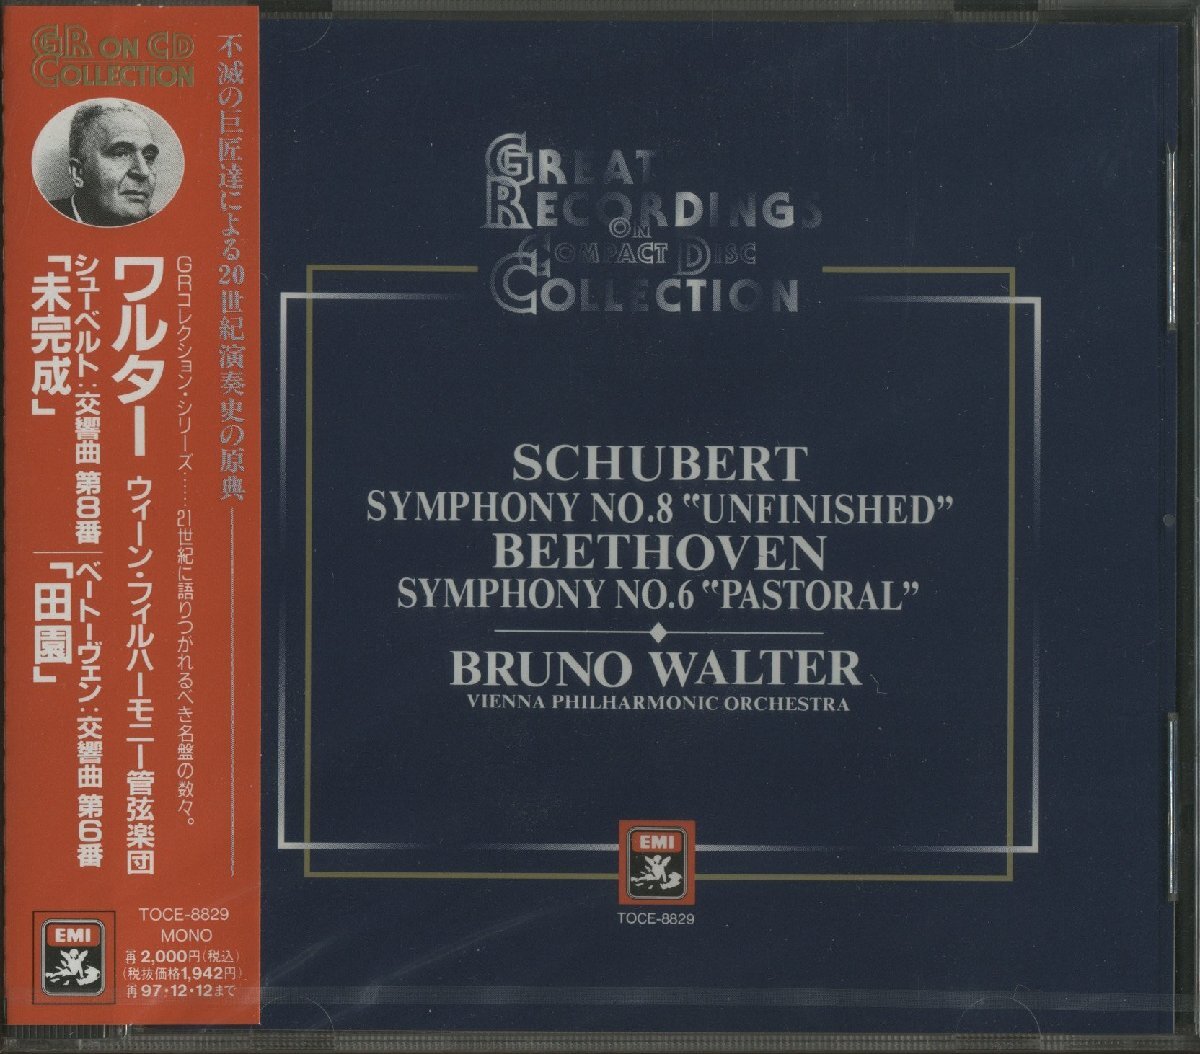 GR ON CD
COLLECTION
不滅の巨匠達による20世紀演奏史の原典
GRコレクション・シリーズ……21世紀に語りつがれるべき名盤の数々。
ワルター ウィーン・フィルハーモニー管弦楽団
シューベルト:交響曲 第8番
「未完成」
ベートーヴェン:交響曲 第6番
「田園」
EMI
TOCE-8829
MONO
再2,000円(税込)
(税抜価格1,942円)
再97・12・12まで
GREAT
RECORDINGS
ON
COMPACT DISC
COLLECTION
SCHUBERT
SYMPHONY NO.8 “UNFINISHED”
BEETHOVEN
SYMPHONY NO.6 “PASTORAL”
BRUNO WALTER
VIENNA PHILHARMONIC ORCHESTRA
EMI
TOCE-8829